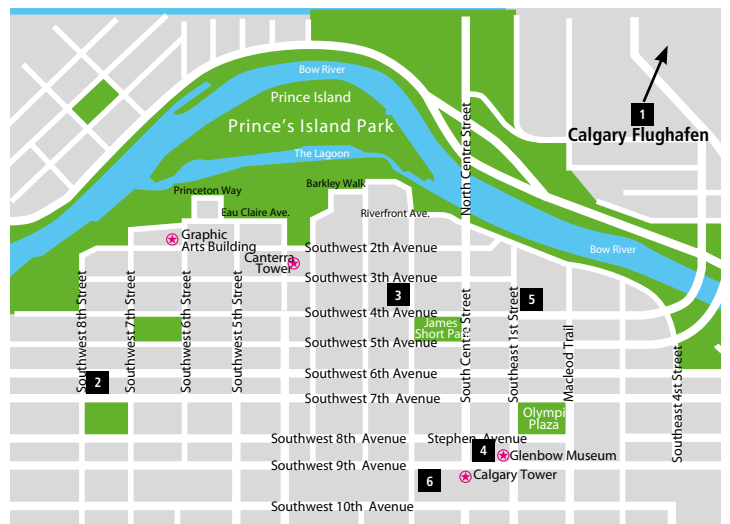 Bow River
Prince Island
Prince's Island Park
The Lagoon
1
Calgary Flughafen
North Centre Street
Princeton Way
Barkley Walk
Eau Claire Ave.
Riverfront Ave.
Graphic
Arts Building
Southwest 2th Avenue
Canterra
Tower
Bow River
Southwest 3th Avenue
3
5
Southwest 4th Avenue
James
Short Pa
Southwest 5th Avenue
Southwest 8th Street
Southwest 7th Street
Southwest 6th Street
Southwest 5th Street
South Centre Street
Southeast 1st Street
Macleod Trail
Southeast 4st Street
Southwest 6th Avenue
2
Southwest 7th Avenue
Olympi
Plaza
Southwest 8th Avenue
Stephen Avenue
4
Glenbow Museum
Southwest 9th Avenue
6
Calgary Tower
Southwest 10th Avenue